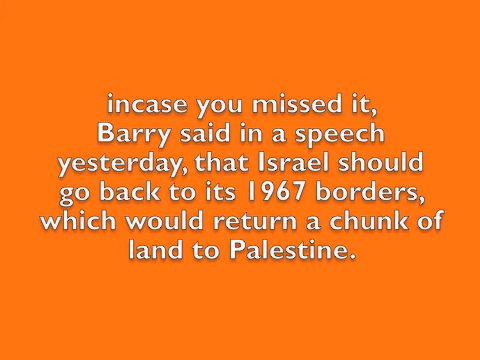 incase you missed it,
Barry said in a speech
yesterday, that Israel should
go back to its 1967 borders,
which would return a chunk of
land to Palestine.